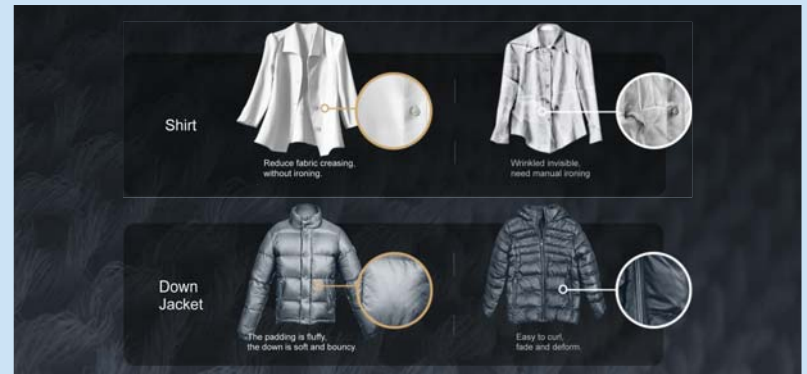 Shirt
Reduce fabric creasing,
without ironing.
Wrinkled invisible,
need manual ironing
Down
Jacket
The padding is fluffy,
the down is soft and bouncy.
Easy to curl,
fade and deform.